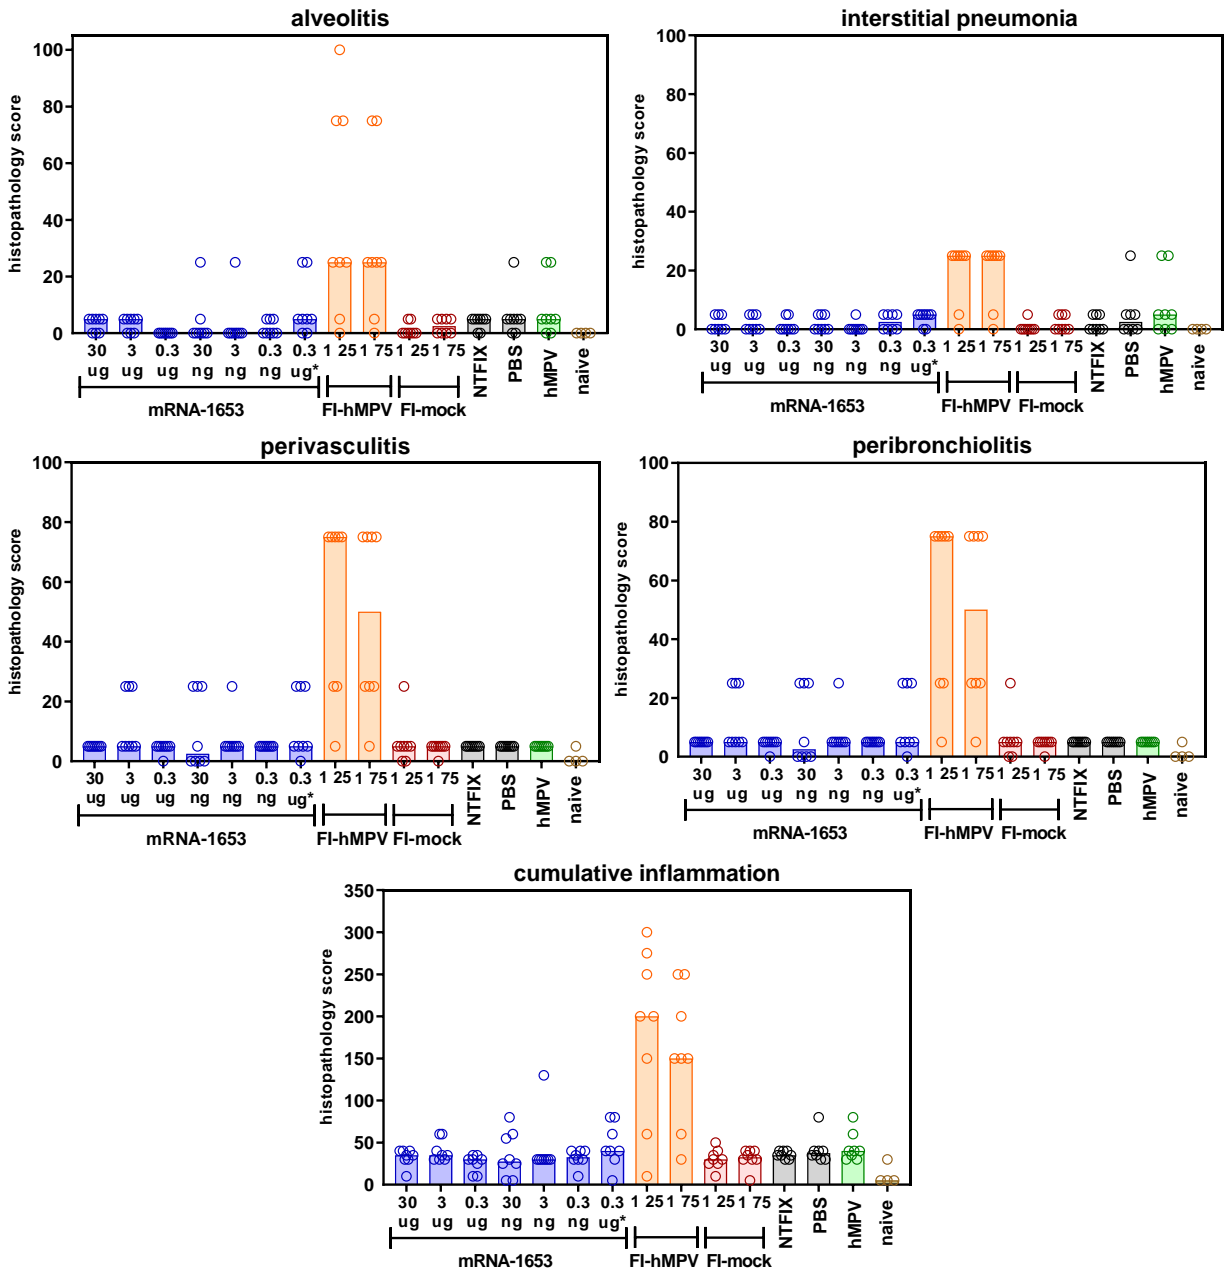 alveolitis
histopathology score
100
80
60
40
20
0
30 3 0.3 30 3 0.3 0.3 1 25 1 75 1 25 1 75
ug ug ug ng ng ng ug*
NTFIX
PBS
hMPV
naive
mRNA-1653 FI-hMPV FI-mock
interstitial pneumonia
histopathology score
100
80
60
40
20
0
30 3 0.3 30 3 0.3 0.3 1 25 1 75 1 25 1 75
ug ug ug ng ng ng ug*
NTFIX
PBS
hMPV
naive
mRNA-1653 FI-hMPV FI-mock
perivasculitis
histopathology score
100
80
60
40
20
0
30 3 0.3 30 3 0.3 0.3 1 25 1 75 1 25 1 75
ug ug ug ng ng ng ug*
NTFIX
PBS
hMPV
naive
mRNA-1653 FI-hMPV FI-mock
peribronchiolitis
histopathology score
100
80
60
40
20
0
30 3 0.3 30 3 0.3 0.3 1 25 1 75 1 25 1 75
ug ug ug ng ng ng ug*
NTFIX
PBS
hMPV
naive
mRNA-1653 FI-hMPV FI-mock
cumulative inflammation
histopathology score
350
300
250
200
150
100
50
0
30 3 0.3 30 3 0.3 0.3 1 25 1 75 1 25 1 75
ug ug ug ng ng ng ug*
NTFIX
PBS
hMPV
naive
mRNA-1653 FI-hMPV FI-mock